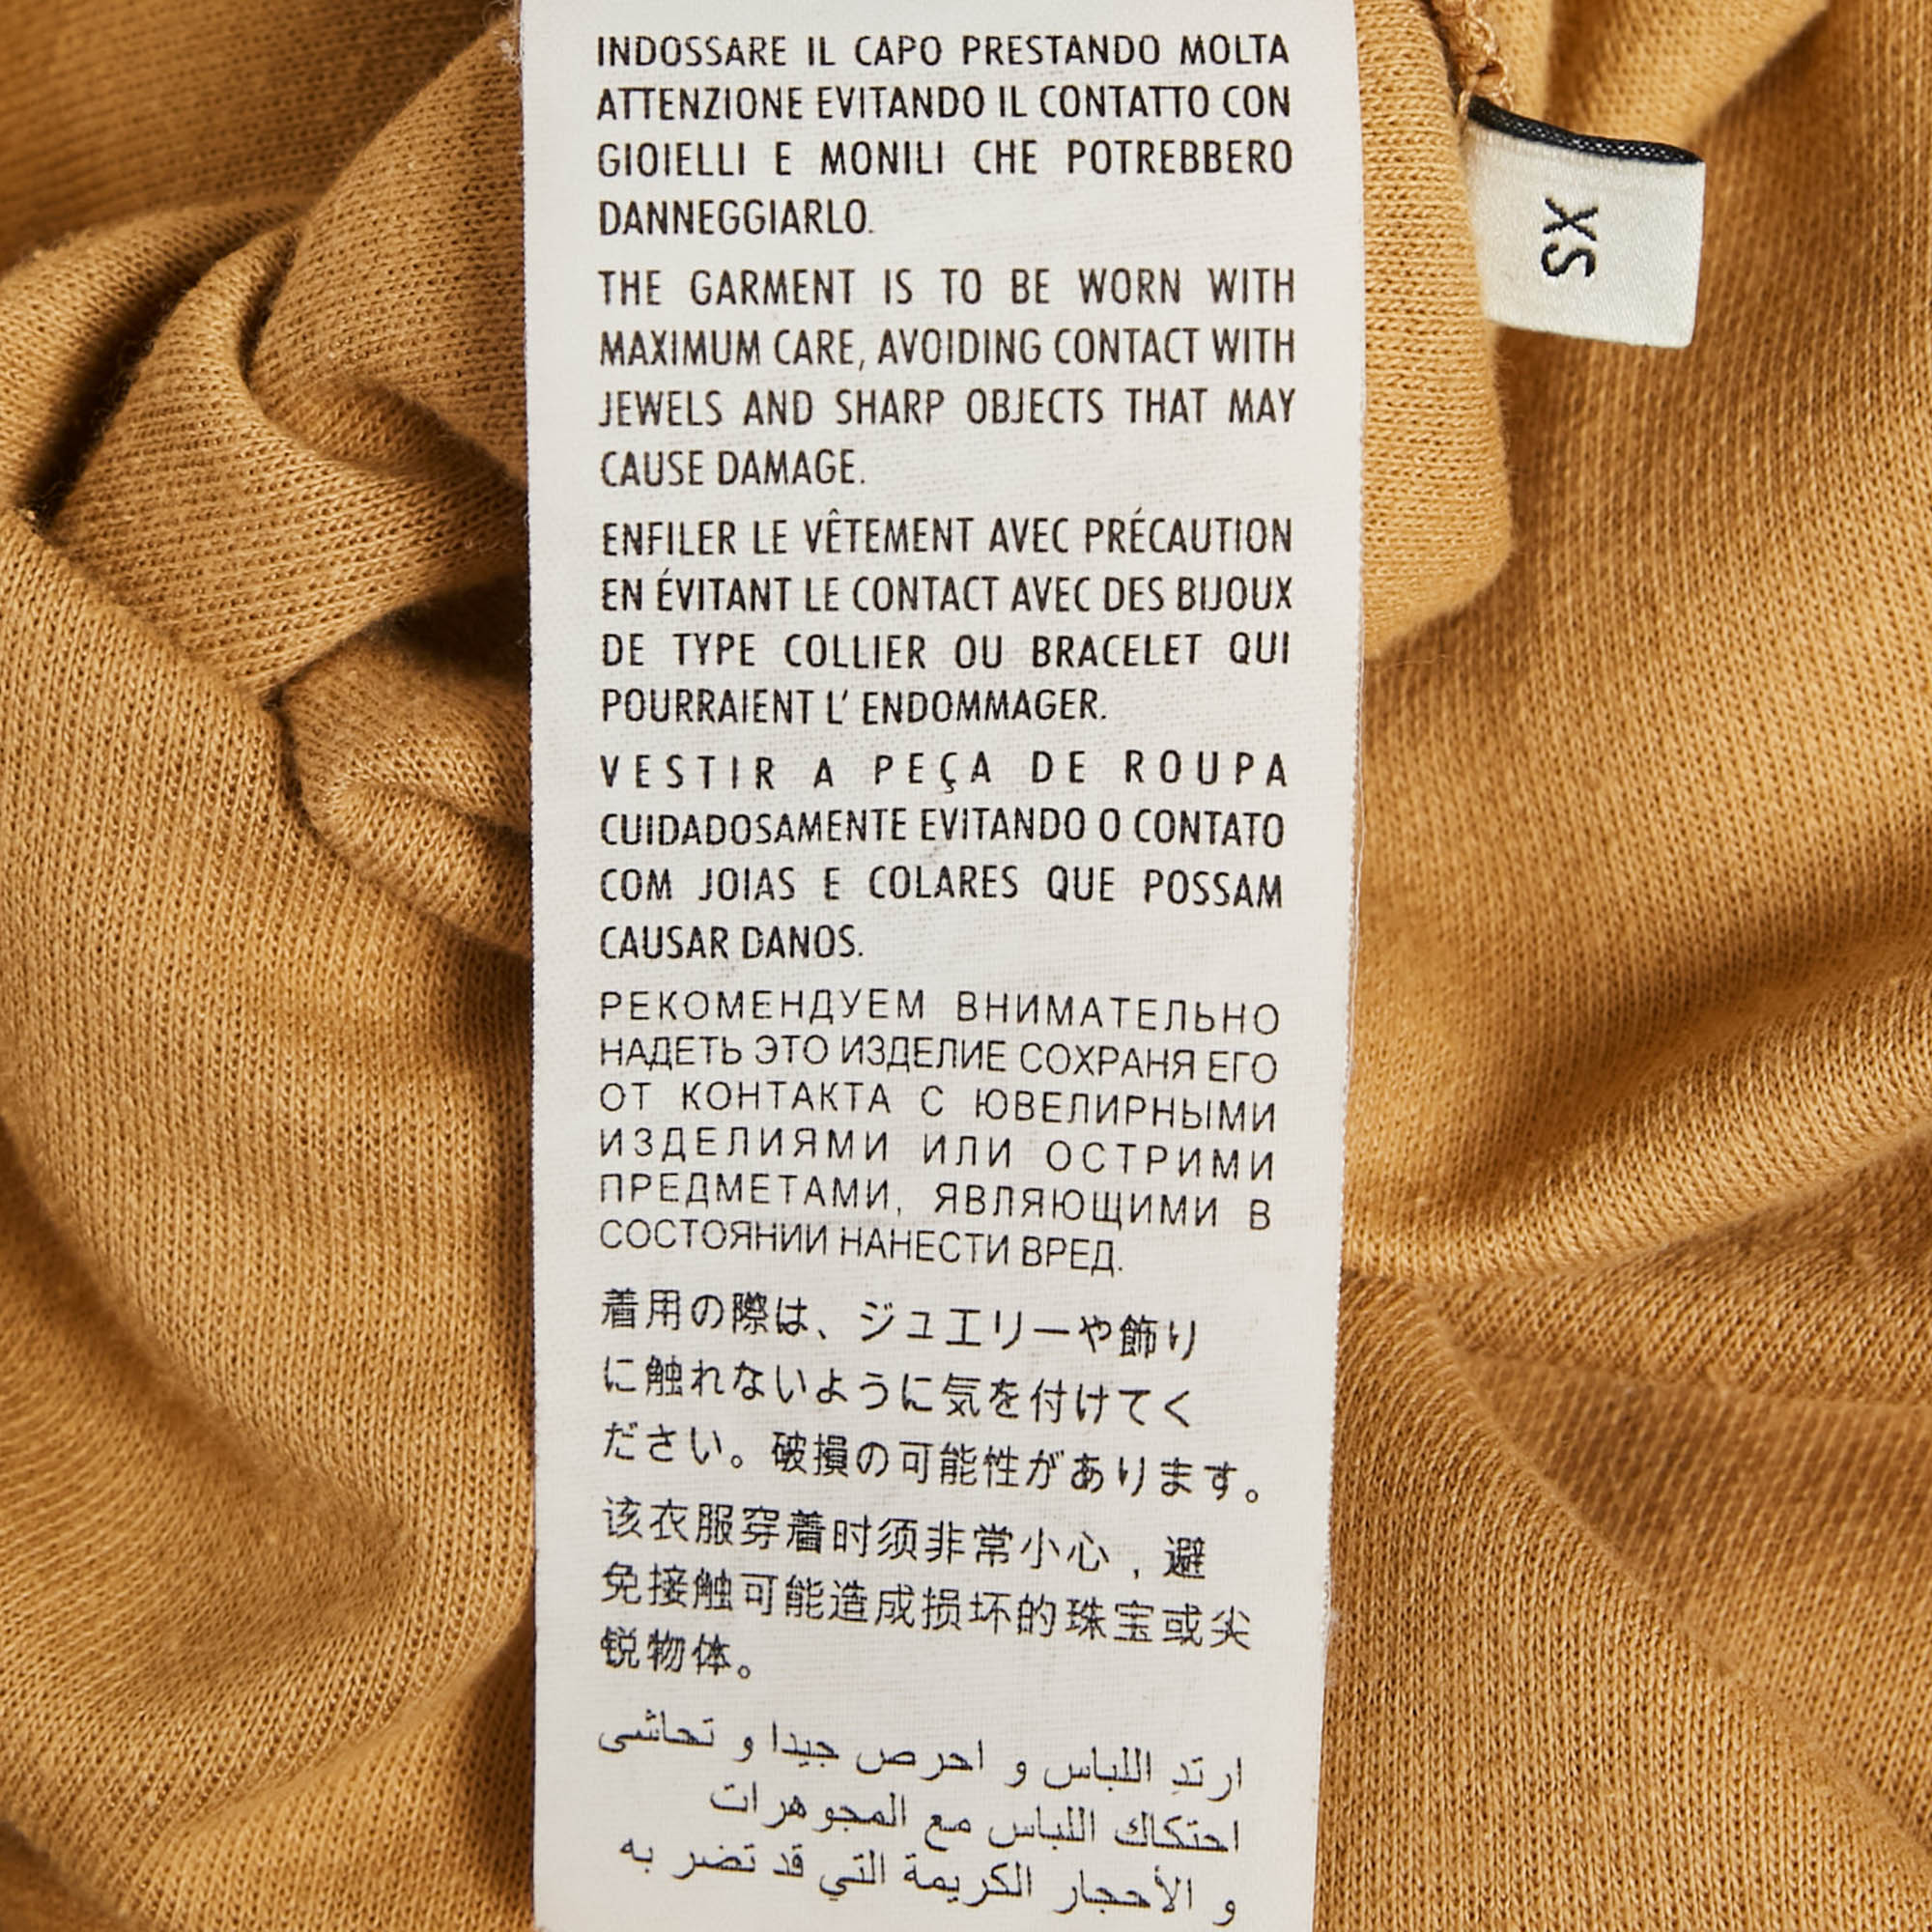 INDOSSARE IL CAPO PRESTANDO MOLTA
ATTENZIONE EVITANDO IL CONTATTO CON
GIOIELLI E MONILI CHE POTREBBERO
DANNEGGIARLO.
THE GARMENT IS TO BE WORN WITH
MAXIMUM CARE, AVOIDING CONTACT WITH
JEWELS AND SHARP OBJECTS THAT MAY
CAUSE DAMAGE.
ENFILER LE VÊTEMENT AVEC PRÉCAUTION
EN ÉVITANT LE CONTACT AVEC DES BIJOUX
DE TYPE COLLIER OU BRACELET QUI
POURRAIENT L' ENDOMMAGER.
VESTIR A PEÇA DE ROUPA
CUIDADOSAMENTE EVITANDO O CONTATO
COM JOIAS E COLARES QUE POSSAM
CAUSAR DANOS.
РЕКОМЕНДУЕМ ВНИМАТЕЛЬНО
НАДЕТЬ ЭТО ИЗДЕЛИЕ СОХРАНЯ ЕГО
ОТ КОНТАКТА С ЮВЕЛИРНЫМИ
ИЗДЕЛИЯМИ ИЛИ ОСТРИМИ
ПРЕДМЕТАМИ, ЯВЛЯЮЩИМИ В
СОСТОЯНИИ НАНЕСТИ ВРЕД.
着用の際は、ジュエリーや飾り
に触れないように気を付けてく
ださい。破損の可能性があります。
该衣服穿着时须非常小心，避
免接触可能造成损坏的珠宝或尖
锐物体。
ارتدِ اللباس و احرص جيدا و تحاشى
احتكاك اللباس مع المجوهرات
و الأحجار الكريمة التي قد تضر به
XS